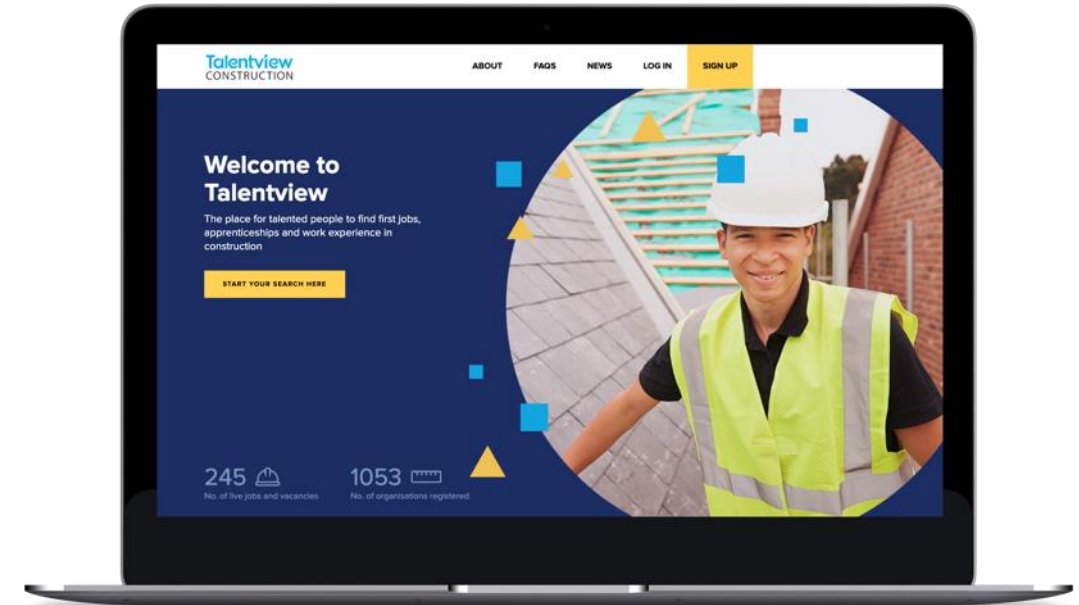 Talentview
CONSTRUCTION
ABOUT FAQS NEWS LOG IN SIGN UP
Welcome to
Talentview
The place for talented people to find first jobs,
apprenticeships and work experience in
construction
START YOUR SEARCH HERE
245 1053
No. of live jobs and vacancies No. of organisations registered